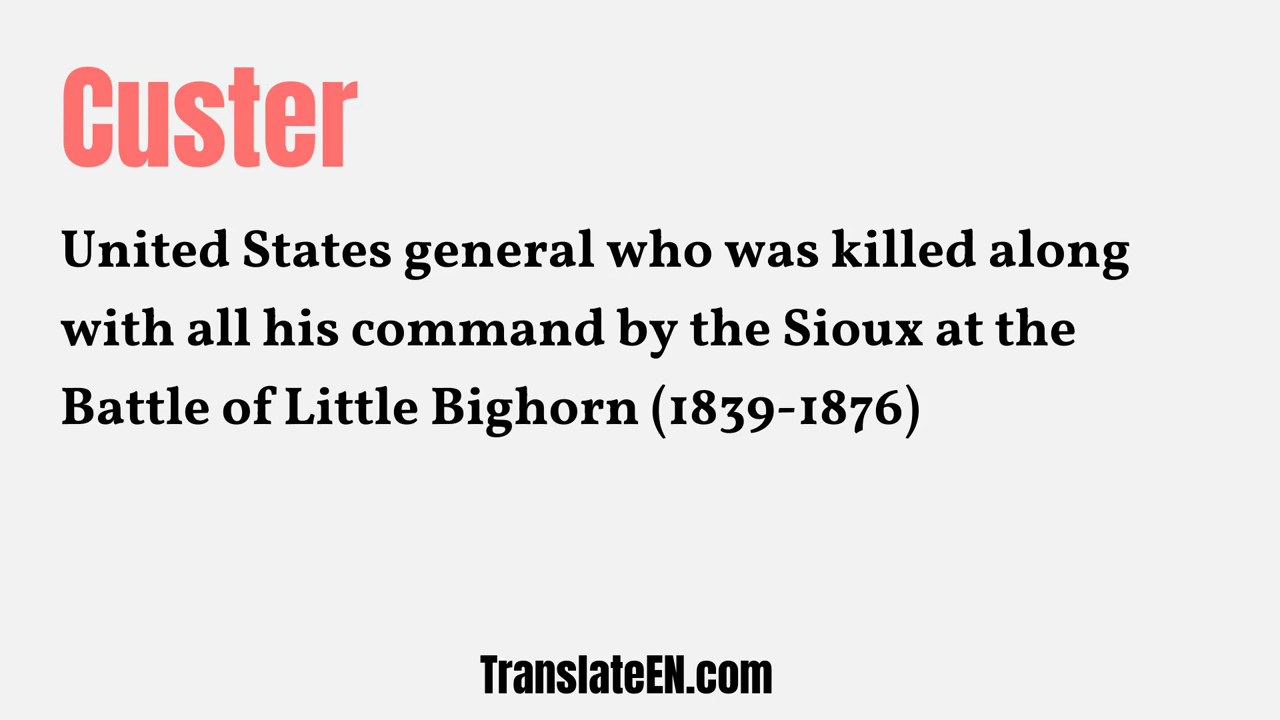 Custer
United States general who was killed along
with all his command by the Sioux at the
Battle of Little Bighorn (1839-1876)
TranslateEN.com